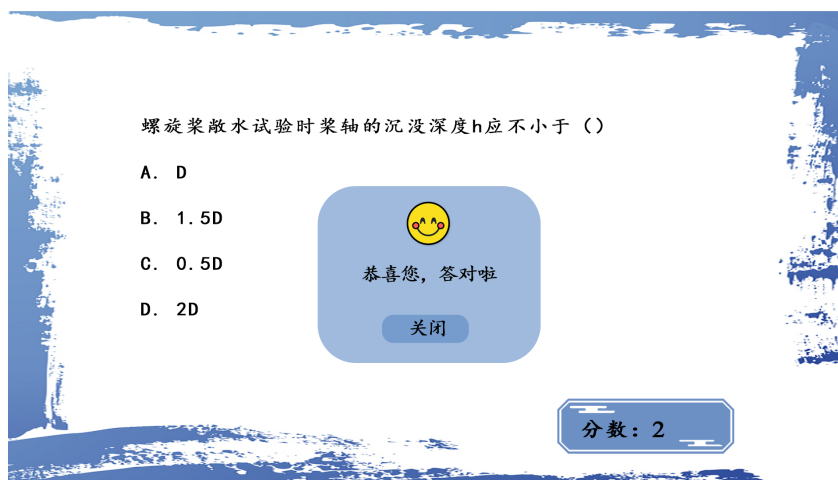 螺旋桨敞水试验时桨轴的沉没深度h应不小于（）
A. D
B. 1.5D
C. 0.5D
D. 2D
恭喜您，答对啦
关闭
分数：2